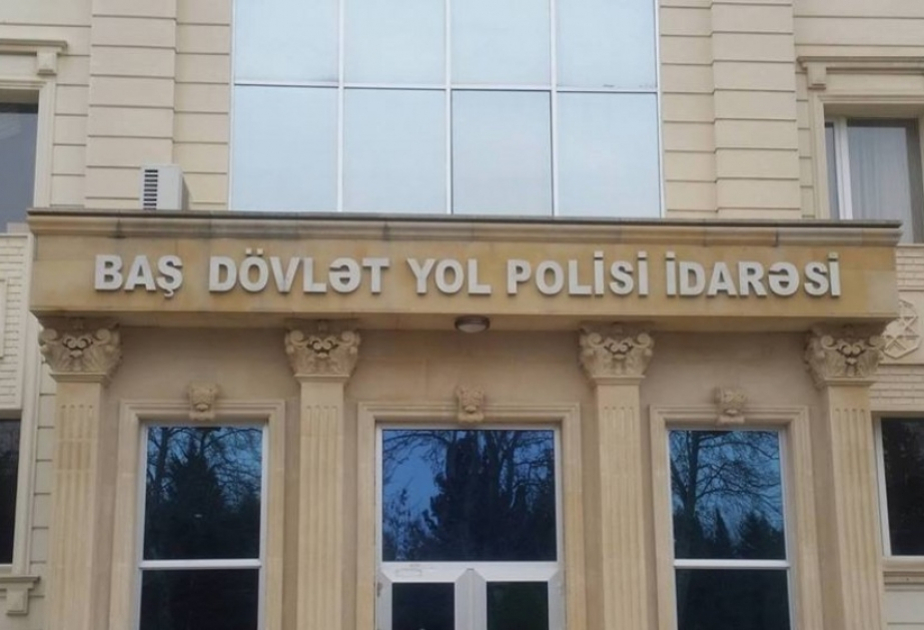 BAŞ DÖVLƏT YOL POLİSİ İDARƏSİ